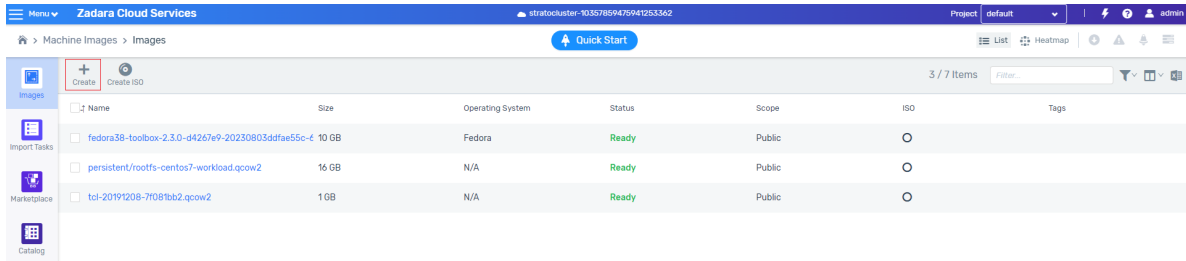 Menu Zadara Cloud Services stratocluster-10357859475941253362 Project default admin
Machine Images > Images Quick Start List Heatmap
Create Create ISO 3 / 7 Items Filter...
Images
Name Size Operating System Status Scope ISO Tags
fedora38-toolbox-2.3.0-d4267e9-20230803ddfae55c-6 10 GB Fedora Ready Public
Import Tasks
persistent/rootfs-centos7-workload.qcow2 16 GB N/A Ready Public
Marketplace
tcl-20191208-7f081bb2.qcow2 1 GB N/A Ready Public
Catalog